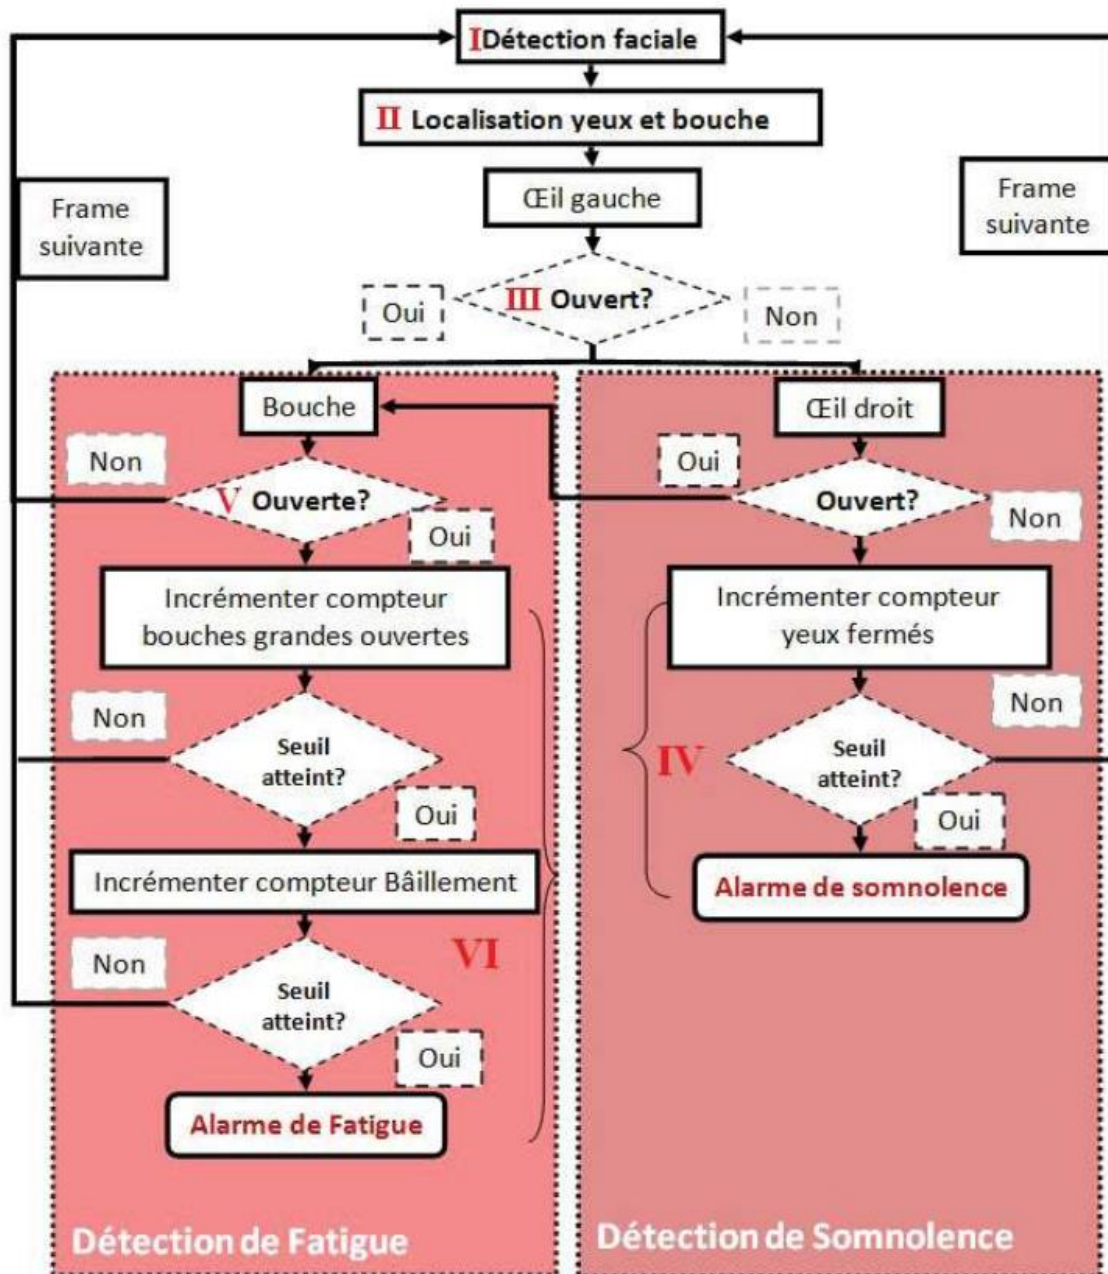 I Détection faciale
II Localisation yeux et bouche
Œil gauche
Frame
suivante
Frame
suivante
Oui
III Ouvert?
Non
Bouche
Œil droit
Non
V Ouverte?
Oui
Oui
Ouvert?
Non
Incrémenter compteur
bouches grandes ouvertes
Incrémenter compteur
yeux fermés
Non
Seuil
atteint?
Oui
IV
Non
Seuil
atteint?
Oui
Incrémenter compteur Bâillement
Alarme de somnolence
Non
VI
Seuil
atteint?
Oui
Alarme de Fatigue
Détection de Fatigue
Détection de Somnolence